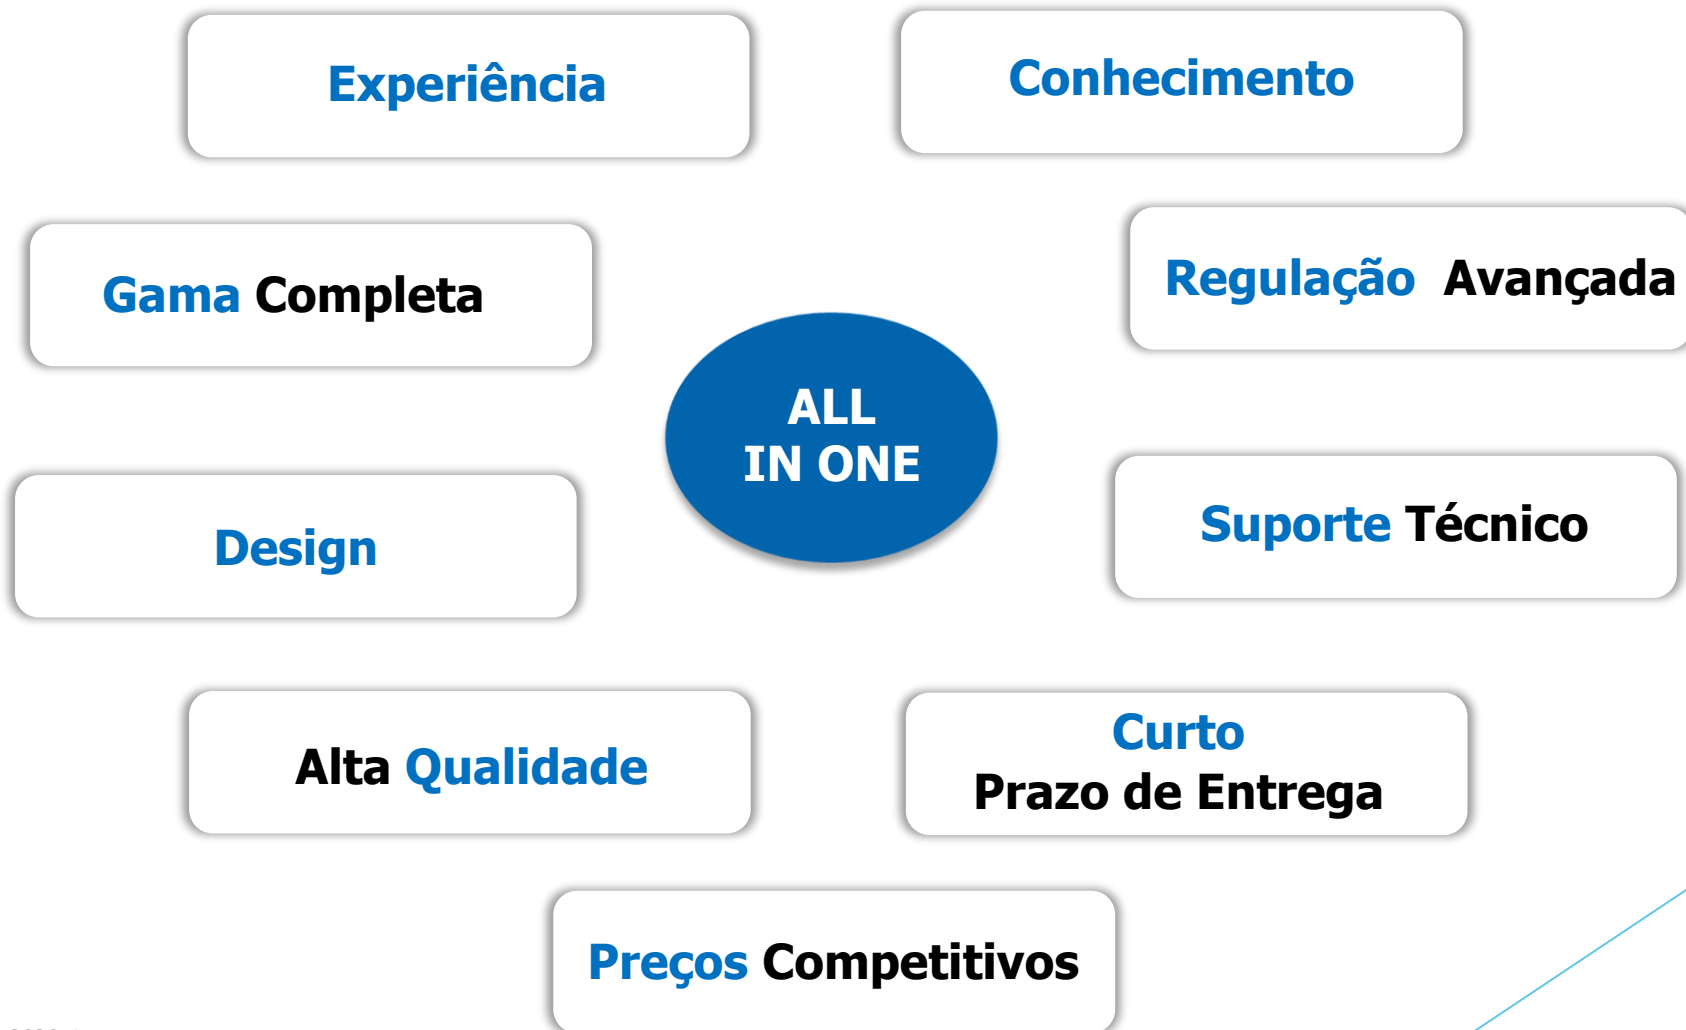 Experiência
Conhecimento
Gama Completa
Regulação Avançada
ALL
IN ONE
Design
Suporte Técnico
Alta Qualidade
Curto
Prazo de Entrega
Preços Competitivos